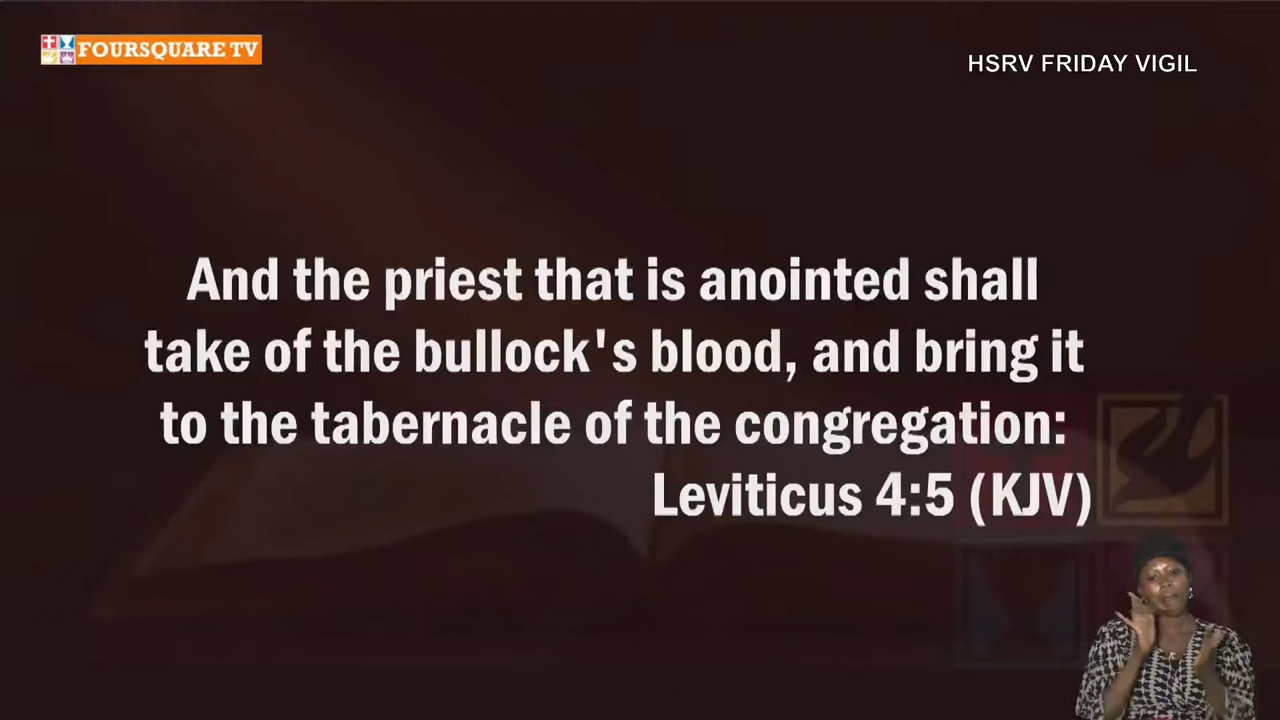 FOURSQUARE TV
HSRV FRIDAY VIGIL
And the priest that is anointed shall
take of the bullock's blood, and bring it
to the tabernacle of the congregation:
Leviticus 4:5 (KJV)